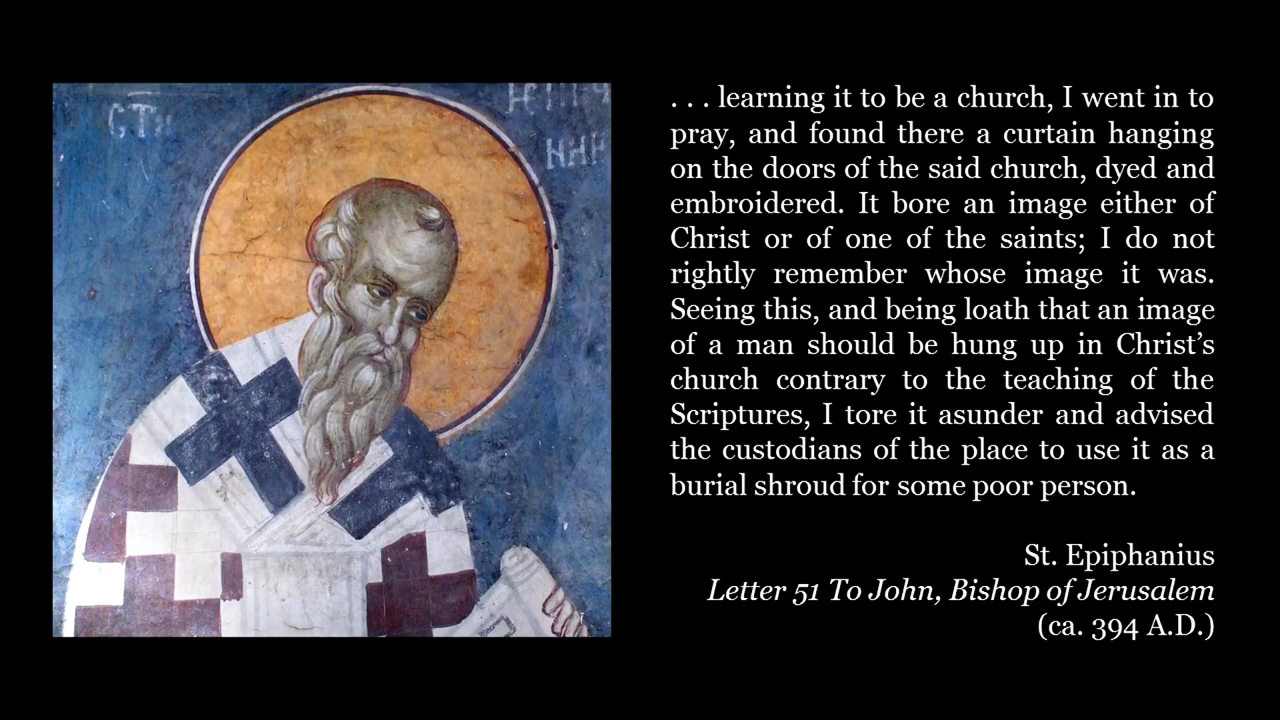 СТИ
. . . learning it to be a church, I went in to
pray, and found there a curtain hanging
on the doors of the said church, dyed and
embroidered. It bore an image either of
Christ or of one of the saints; I do not
rightly remember whose image it was.
Seeing this, and being loath that an image
of a man should be hung up in Christ’s
church contrary to the teaching of the
Scriptures, I tore it asunder and advised
the custodians of the place to use it as a
burial shroud for some poor person.
St. Epiphanius
Letter 51 To John, Bishop of Jerusalem
(ca. 394 A.D.)